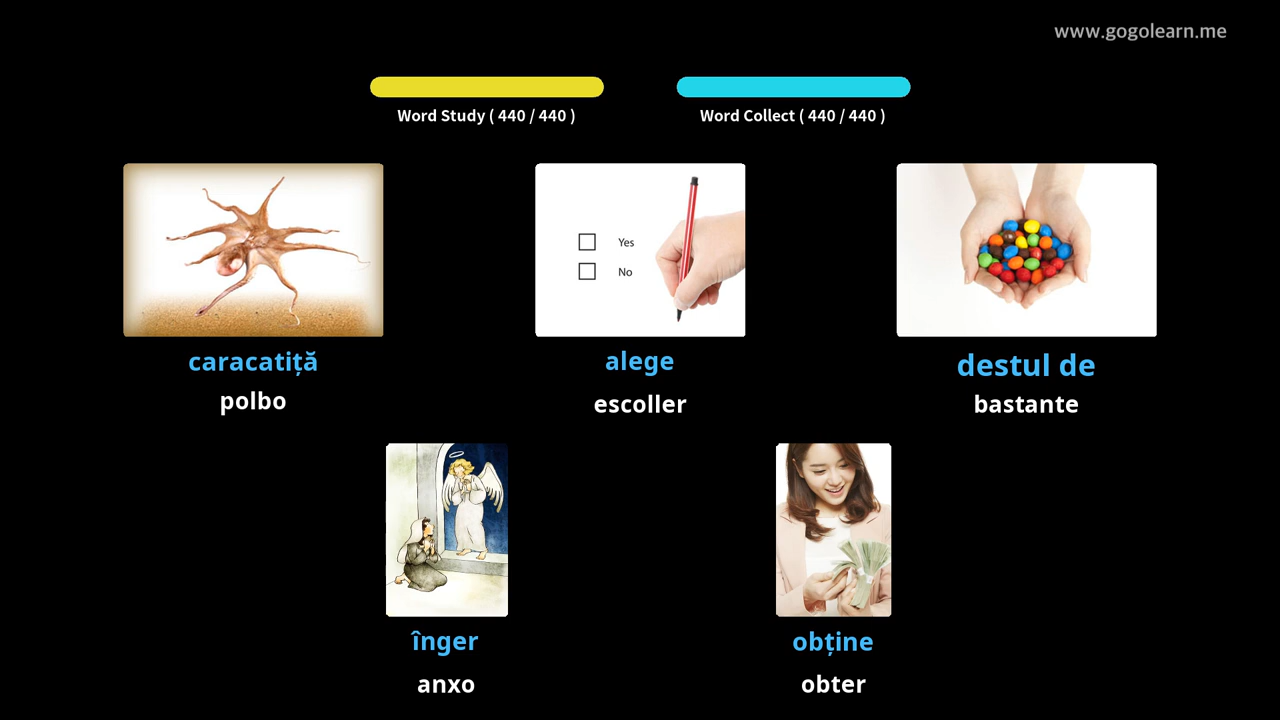 www.gogolearn.me
Word Study ( 440 / 440 )
Word Collect ( 440 / 440 )
Yes
No
caracatiță
polbo
alege
escoller
destul de
bastante
înger
anxo
obține
obter